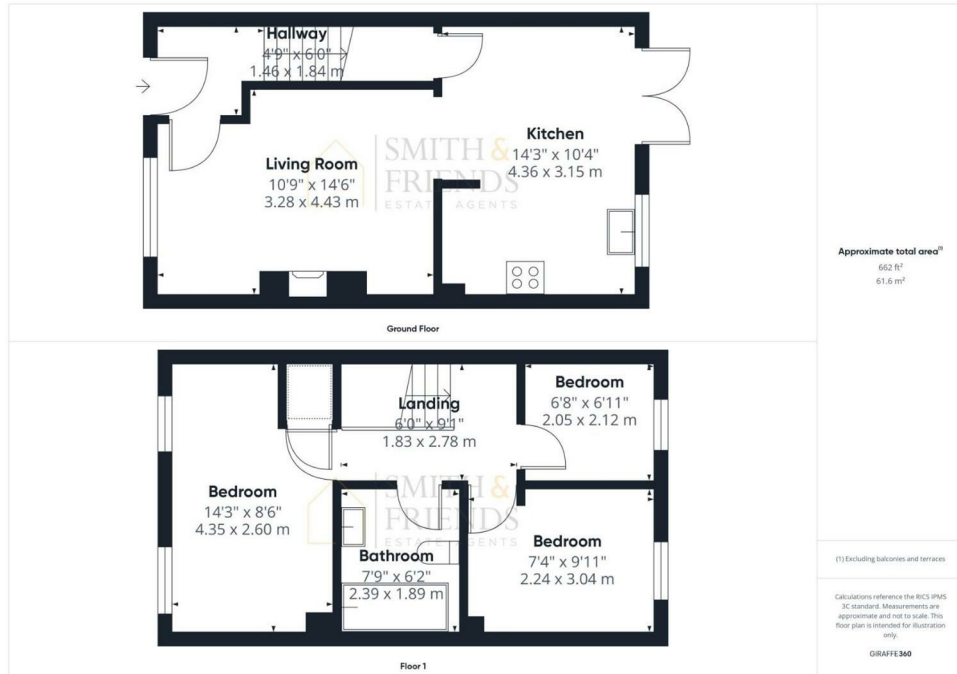 Hallway
4'9" x 6'0"
1.46 x 1.84 m
Living Room
10'9" x 14'6"
3.28 x 4.43 m
SMITH &
FRIENDS
ESTATE AGENTS
Kitchen
14'3" x 10'4"
4.36 x 3.15 m
Ground Floor
Approximate total area(1)
662 ft²
61.6 m²
Landing
6'0" x 9'1"
1.83 x 2.78 m
Bedroom
6'8" x 6'11"
2.05 x 2.12 m
Bedroom
14'3" x 8'6"
4.35 x 2.60 m
SMITH &
FRIENDS
ESTATE AGENTS
Bathroom
7'9" x 6'2"
2.39 x 1.89 m
Bedroom
7'4" x 9'11"
2.24 x 3.04 m
Floor 1
(1) Excluding balconies and terraces
Calculations reference the RICS IPMS
3C standard. Measurements are
approximate and not to scale. This
floor plan is intended for illustration
only.
GIRAFFE360